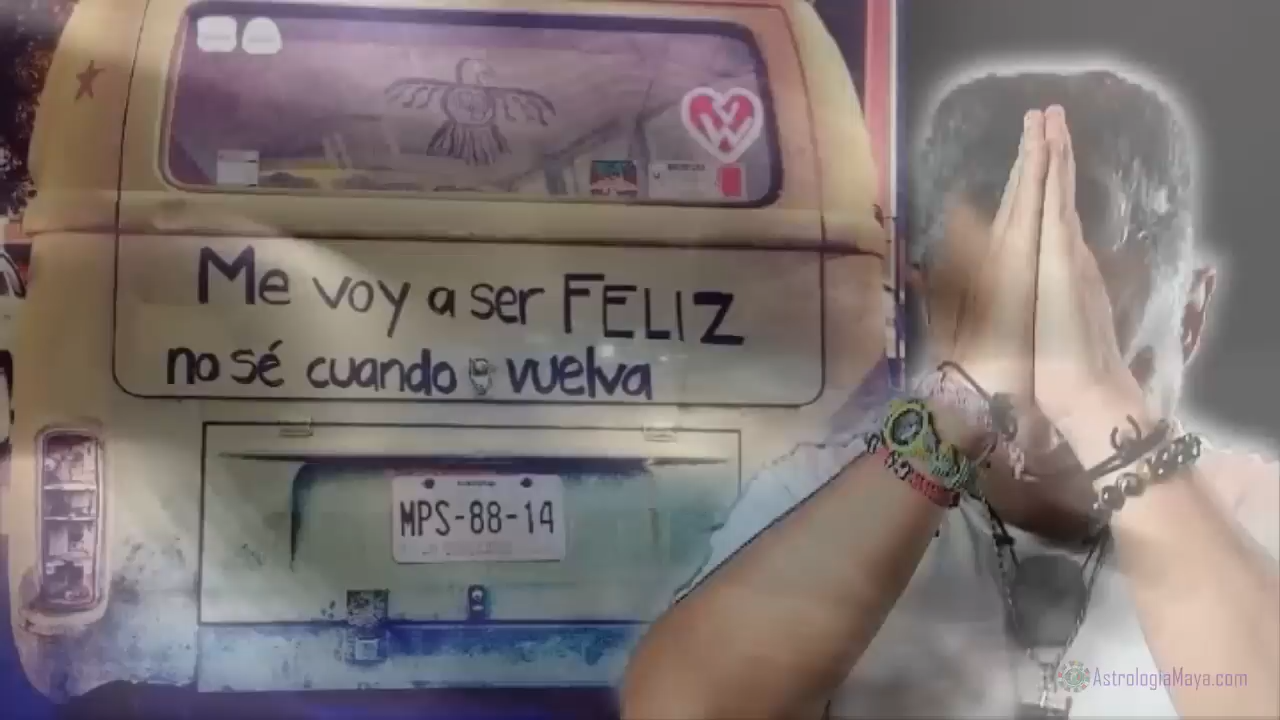 Me voy a ser FELIZ
no sé cuando vuelva
MPS-88-14
AstrologiaMaya.com